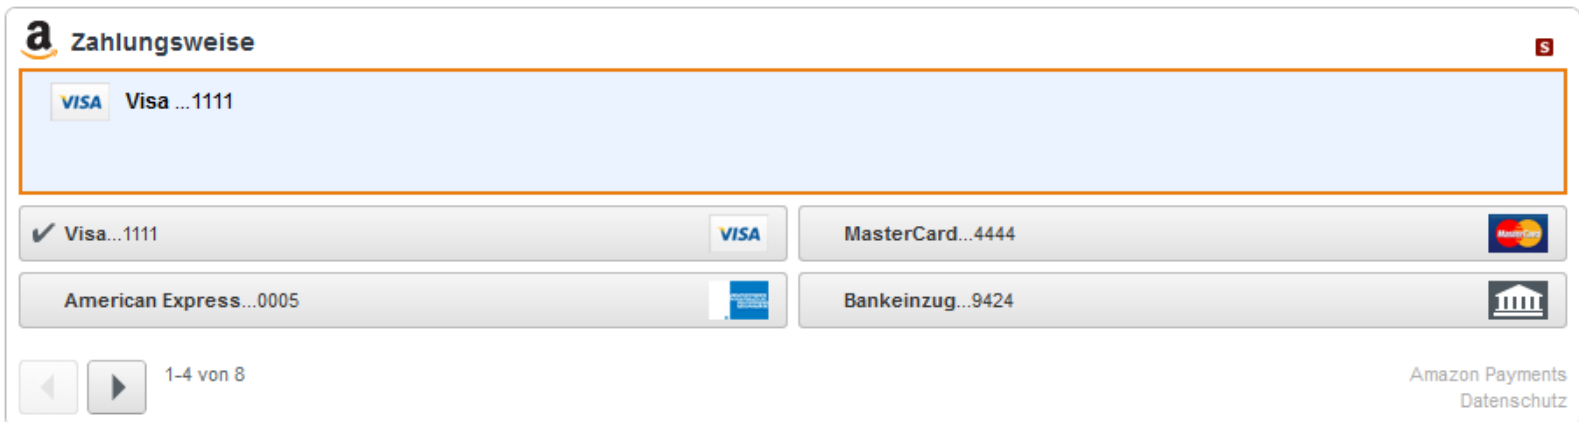 a Zahlungsweise
S
VISA Visa ...1111
✔ Visa...1111 VISA
MasterCard...4444 MasterCard
American Express...0005
Bankeinzug...9424
1-4 von 8
Amazon Payments
Datenschutz